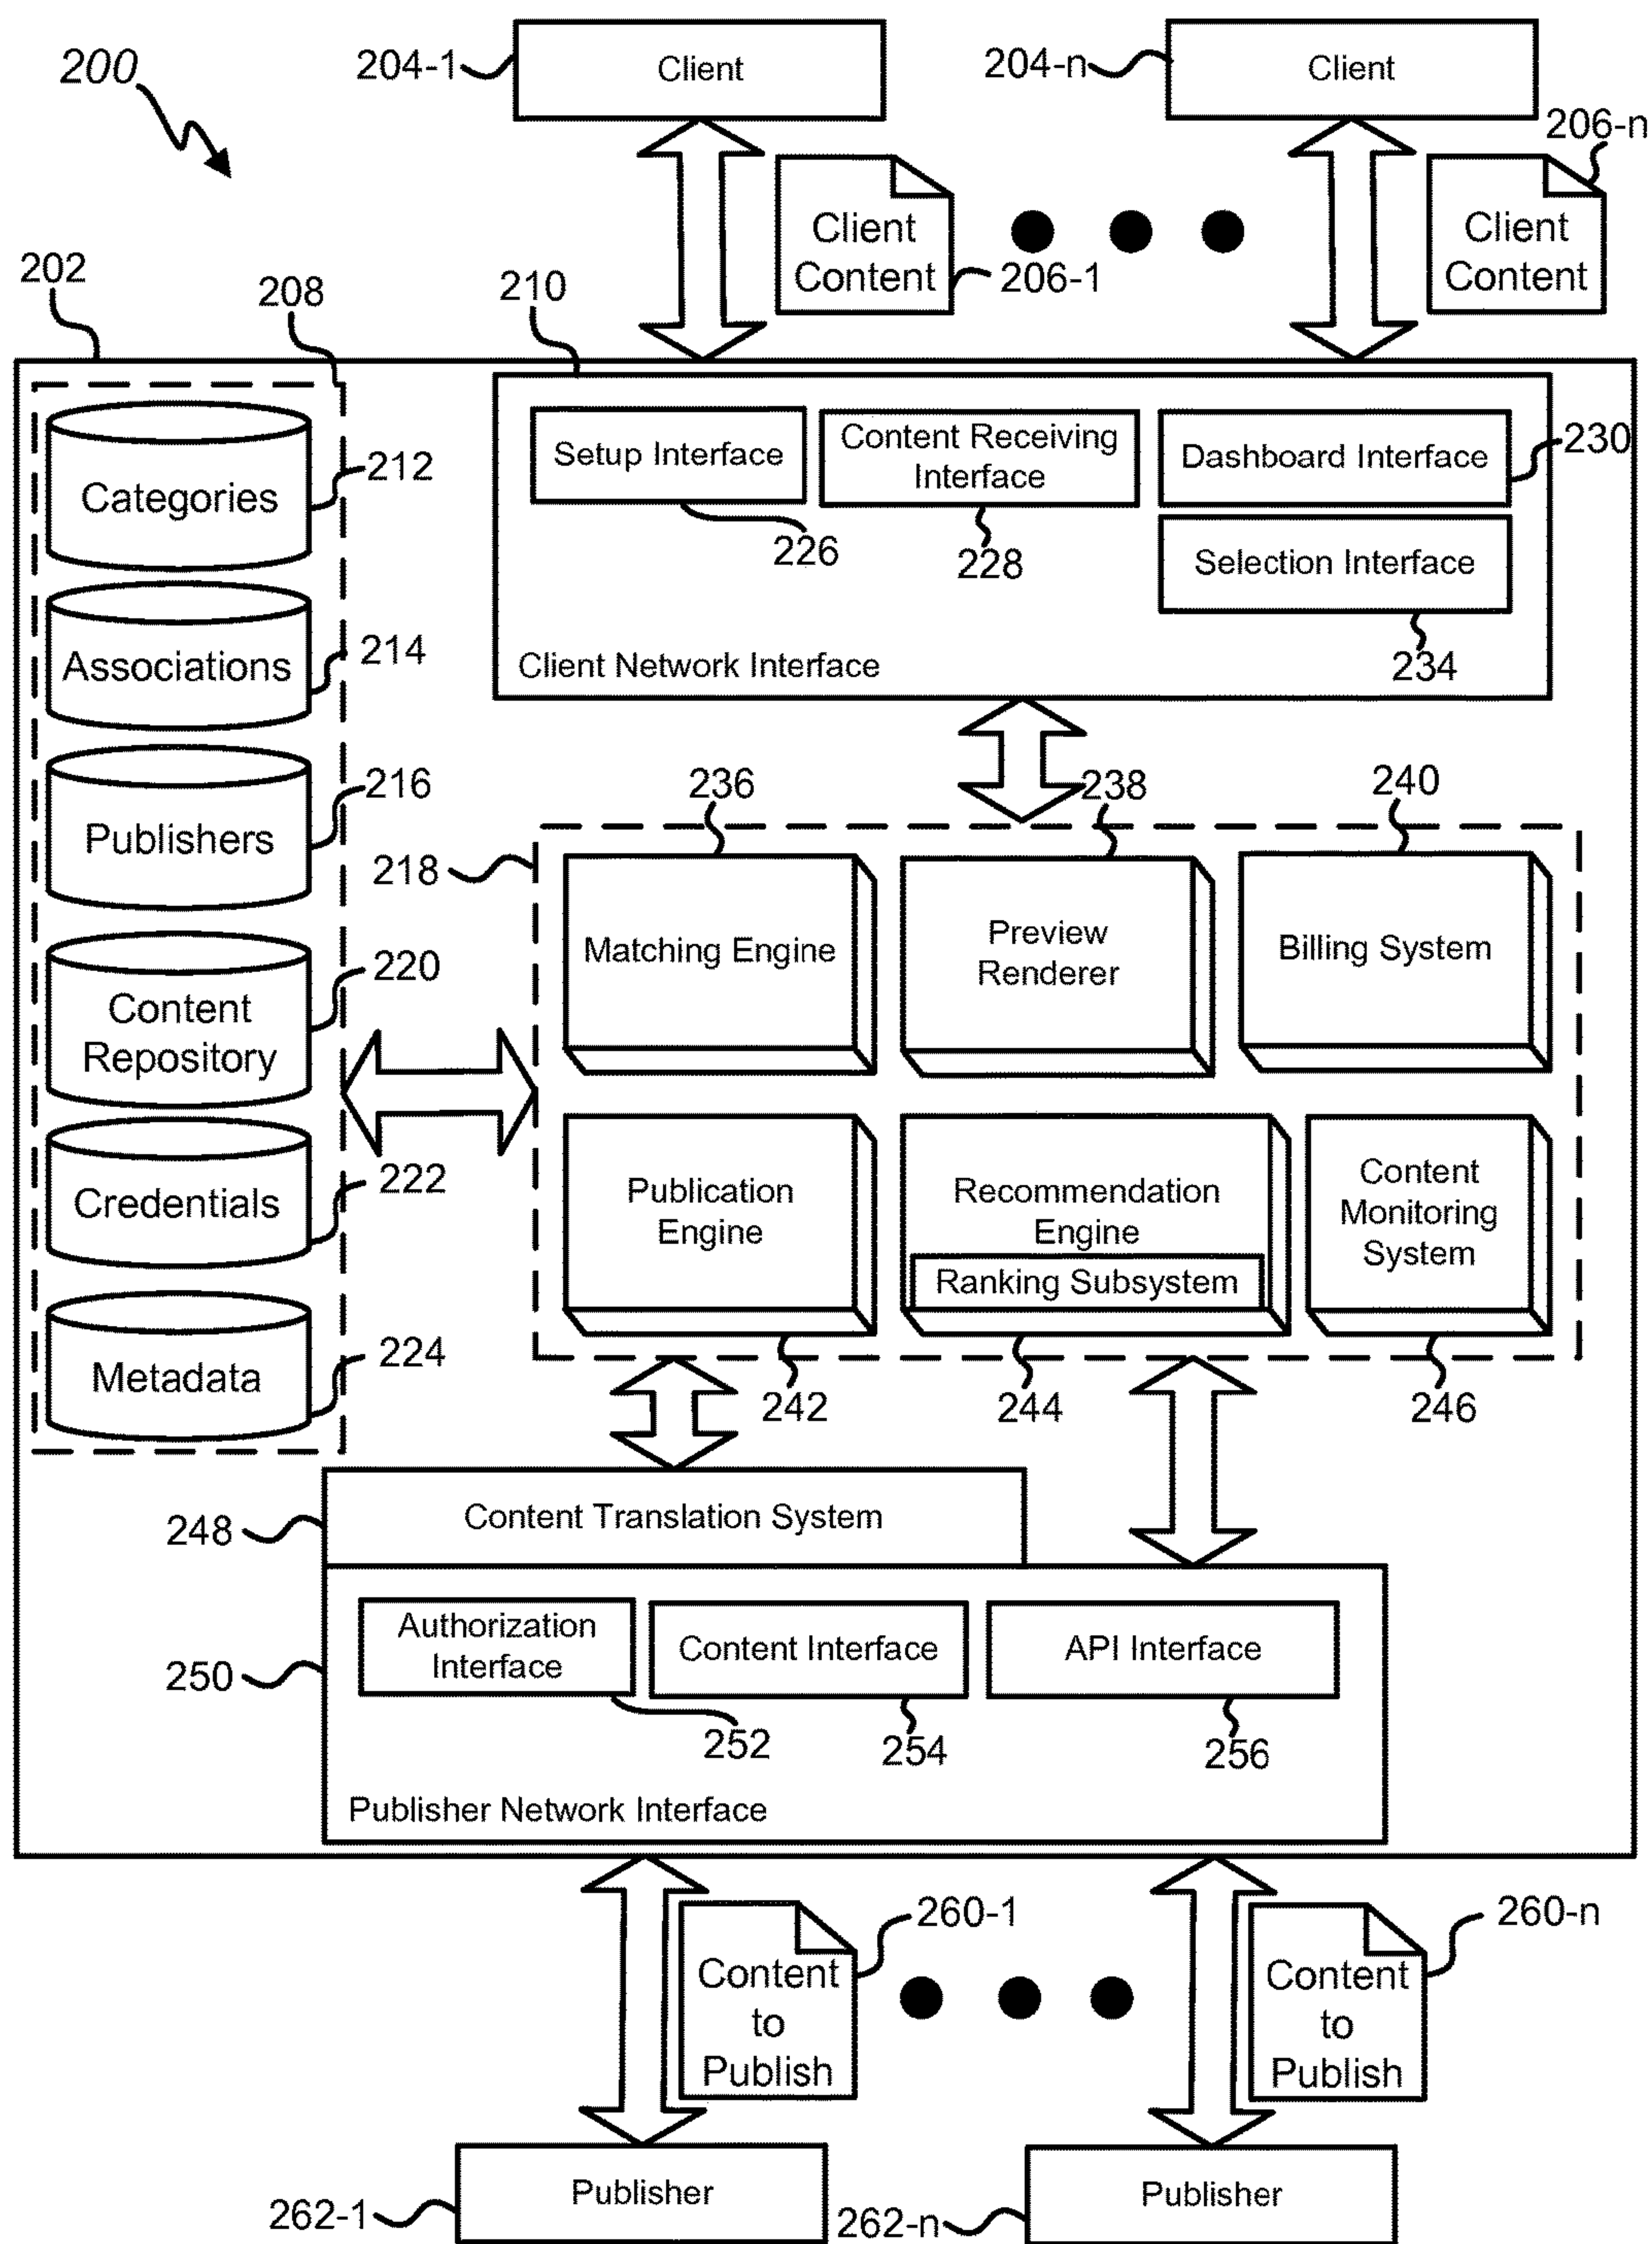 200
204-1
Client
204-n
Client
206-n
Client
Content
206-1
Client
Content
202
208
210
Categories
212
Associations
214
Publishers
216
Content
Repository
220
Credentials
222
Metadata
224
Setup Interface
226
Content Receiving
Interface
228
Dashboard Interface
230
Selection Interface
234
Client Network Interface
218
236
Matching Engine
238
Preview
Renderer
240
Billing System
Publication
Engine
242
Recommendation
Engine
Ranking Subsystem
244
Content
Monitoring
System
246
248
Content Translation System
250
Authorization
Interface
252
Content Interface
254
API Interface
256
Publisher Network Interface
Content
to
Publish
260-1
Content
to
Publish
260-n
262-1
Publisher
262-n
Publisher